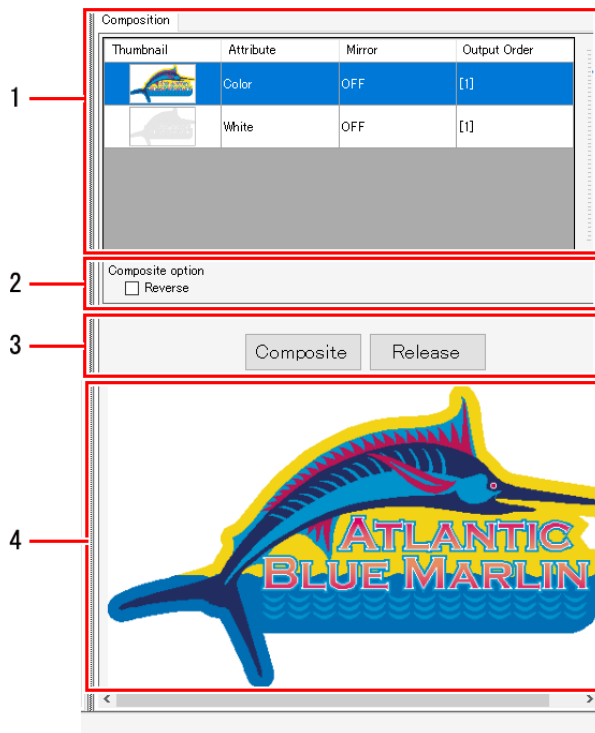 Composition
Thumbnail Attribute Mirror Output Order
1
Color OFF [1]
White OFF [1]
2
Composite option
Reverse
3
Composite Release
4
ATLANTIC
BLUE MARLIN